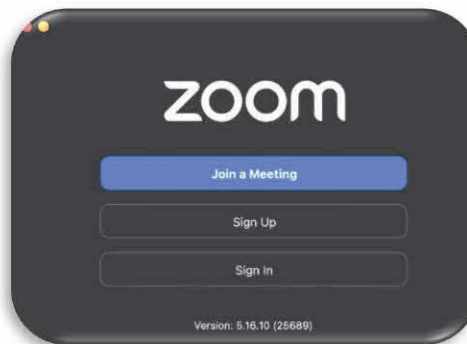 zoom
Join a Meeting
Sign Up
Sign In
Version: 5.16.10 (25689)